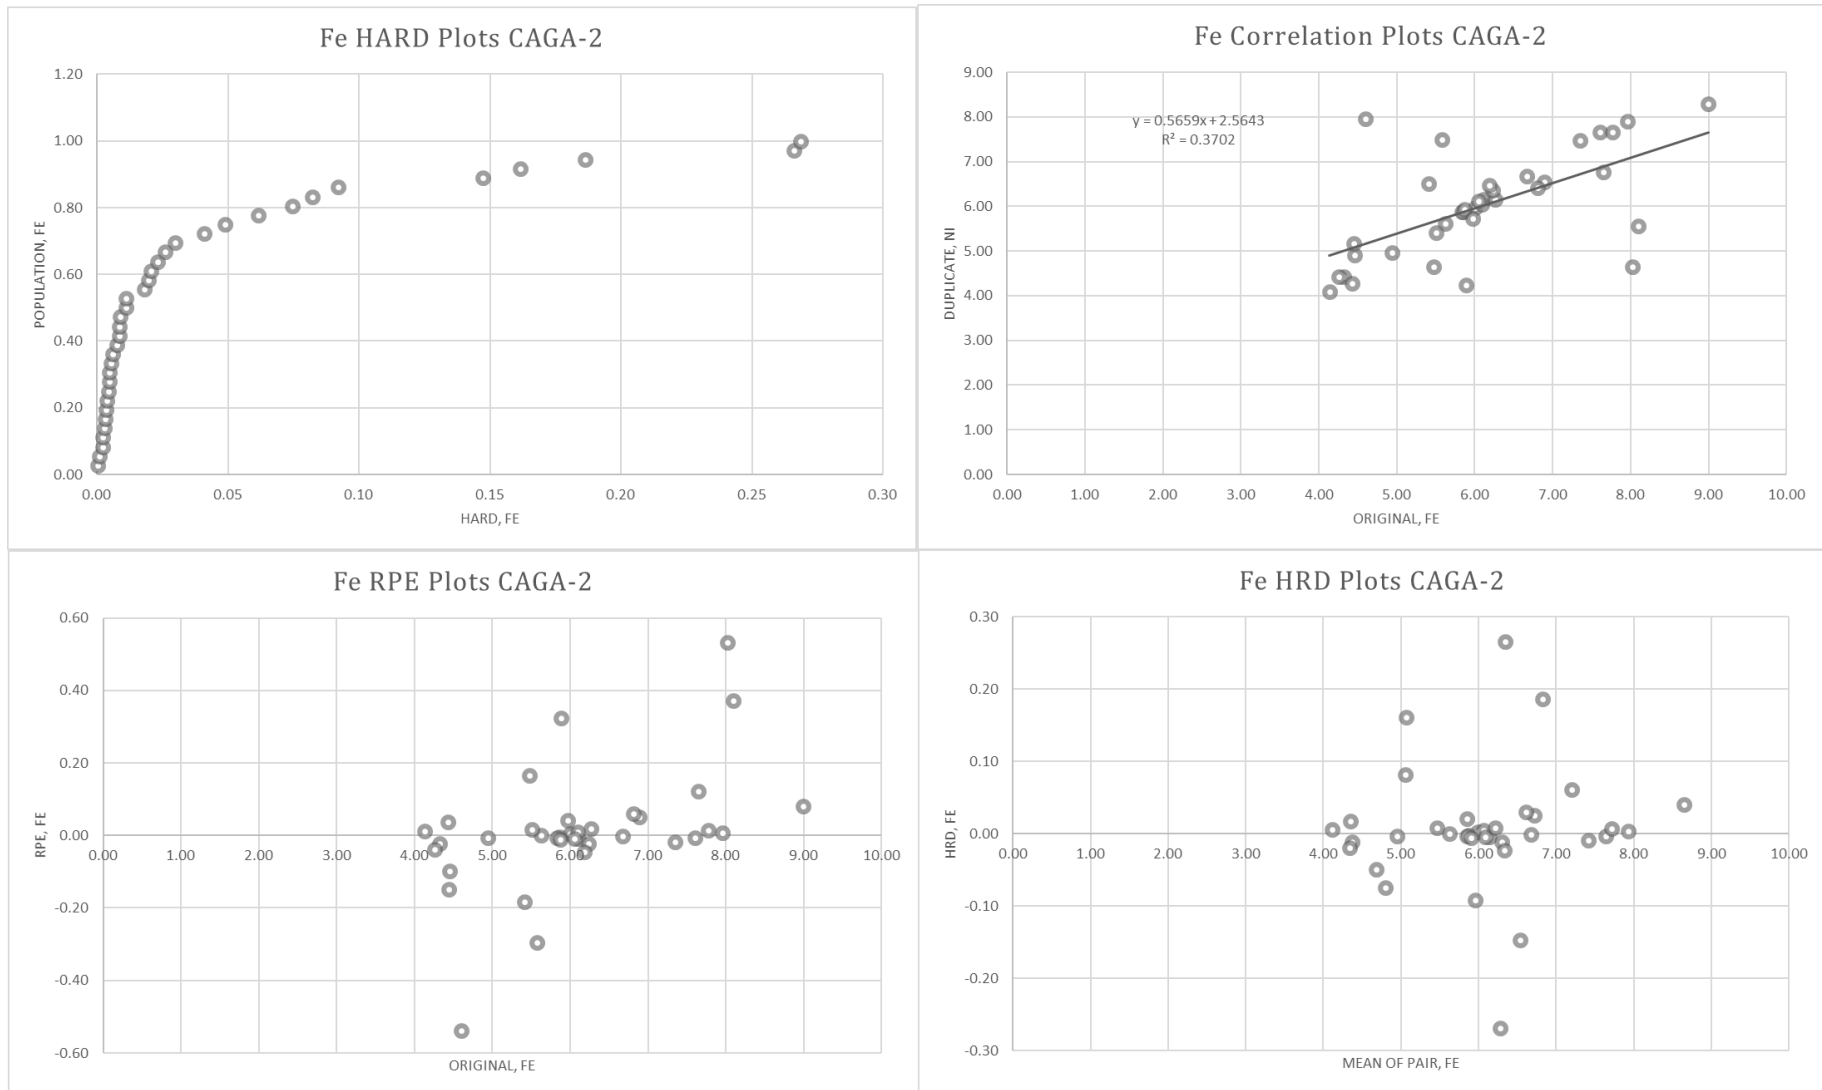 Fe HARD Plots CAGA-2
1.20
1.00
0.80
0.60
0.40
0.20
0.00
POPULATION, FE
0.00 0.05 0.10 0.15 0.20 0.25 0.30
HARD, FE
Fe Correlation Plots CAGA-2
9.00
8.00
7.00
6.00
5.00
4.00
3.00
2.00
1.00
0.00
DUPLICATE, NI
y = 0.5659x + 2.5643
R² = 0.3702
0.00 1.00 2.00 3.00 4.00 5.00 6.00 7.00 8.00 9.00 10.00
ORIGINAL, FE
Fe RPE Plots CAGA-2
0.60
0.40
0.20
0.00
-0.20
-0.40
-0.60
RPE, FE
0.00 1.00 2.00 3.00 4.00 5.00 6.00 7.00 8.00 9.00 10.00
ORIGINAL, FE
Fe HRD Plots CAGA-2
0.30
0.20
0.10
0.00
-0.10
-0.20
-0.30
HRD, FE
0.00 1.00 2.00 3.00 4.00 5.00 6.00 7.00 8.00 9.00 10.00
MEAN OF PAIR, FE